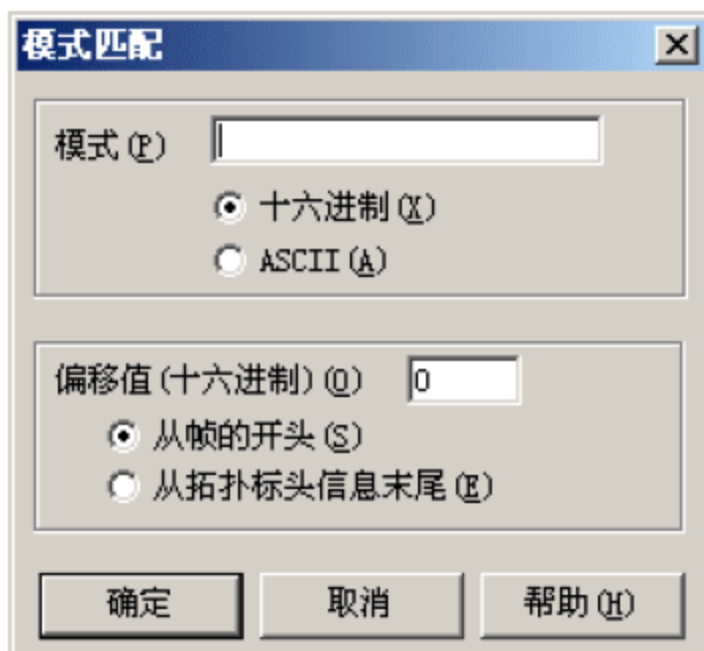 模式匹配
模式(P)
十六进制(X)
ASCII(A)
偏移值(十六进制)(O) 0
从帧的开头(S)
从拓扑标头信息末尾(E)
确定 取消 帮助(H)